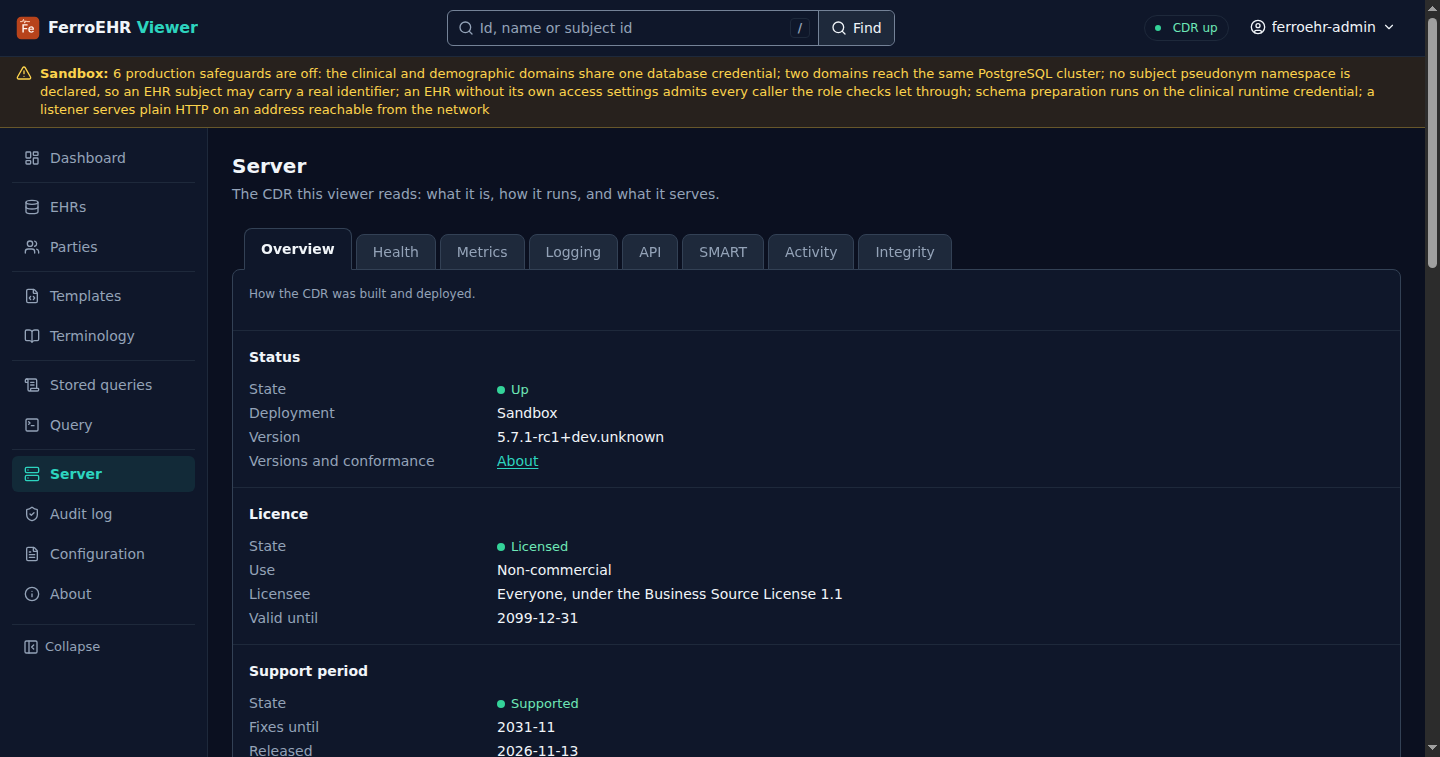 FerroEHR Viewer
Id, name or subject id
/
Find
CDR up
ferroehr-admin
Sandbox: 6 production safeguards are off: the clinical and demographic domains share one database credential; two domains reach the same PostgreSQL cluster; no subject pseudonym namespace is
declared, so an EHR subject may carry a real identifier; an EHR without its own access settings admits every caller the role checks let through; schema preparation runs on the clinical runtime credential; a
listener serves plain HTTP on an address reachable from the network
Dashboard
EHRs
Parties
Templates
Terminology
Stored queries
Query
Server
Audit log
Configuration
About
Collapse
Server
The CDR this viewer reads: what it is, how it runs, and what it serves.
Overview
Health
Metrics
Logging
API
SMART
Activity
Integrity
How the CDR was built and deployed.
Status
State Up
Deployment Sandbox
Version 5.7.1-rc1+dev.unknown
Versions and conformance About
Licence
State Licensed
Use Non-commercial
Licensee Everyone, under the Business Source License 1.1
Valid until 2099-12-31
Support period
State Supported
Fixes until 2031-11
Released 2026-11-13